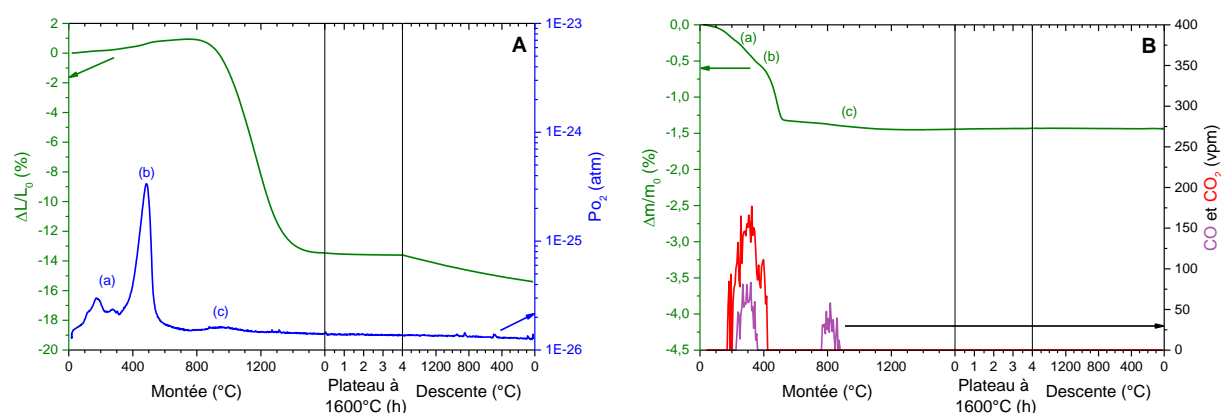 A
ΔL/L0 (%)
2
0
-2
-4
-6
-8
-10
-12
-14
-16
-18
-20
(a)
(b)
(c)
1E-23
1E-24
1E-25
1E-26
Po2 (atm)
0 400 800 1200 0 1 2 3 4 1200 800 400 0
Montée (°C)
Plateau à
1600°C (h)
Descente (°C)
B
Δm/m0 (%)
0,0
-0,5
-1,0
-1,5
-2,0
-2,5
-3,0
-3,5
-4,0
-4,5
(a)
(b)
(c)
400
350
300
250
200
150
100
50
0
CO et CO2 (vpm)
0 400 800 1200 0 1 2 3 4 1200 800 400 0
Montée (°C)
Plateau à
1600°C (h)
Descente (°C)